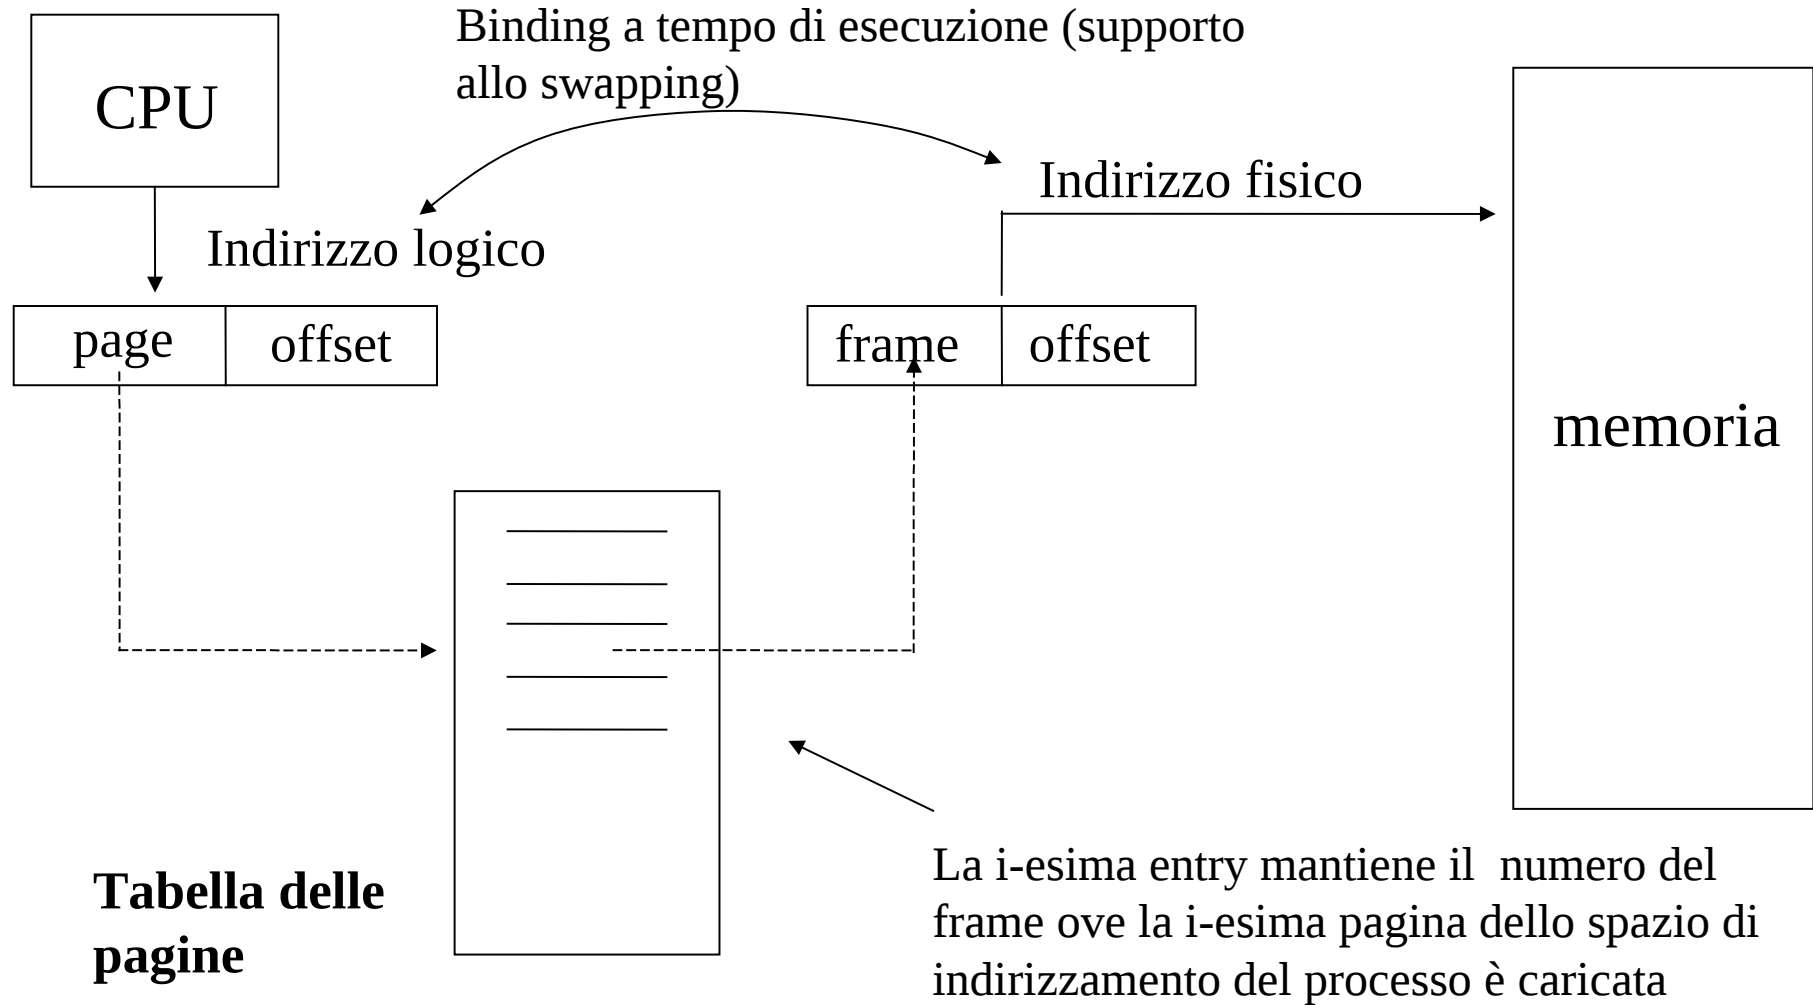 Binding a tempo di esecuzione (supporto
allo swapping)
CPU
Indirizzo fisico
Indirizzo logico
page
offset
frame
offset
memoria
Tabella delle
pagine
La i-esima entry mantiene il numero del
frame ove la i-esima pagina dello spazio di
indirizzamento del processo è caricata